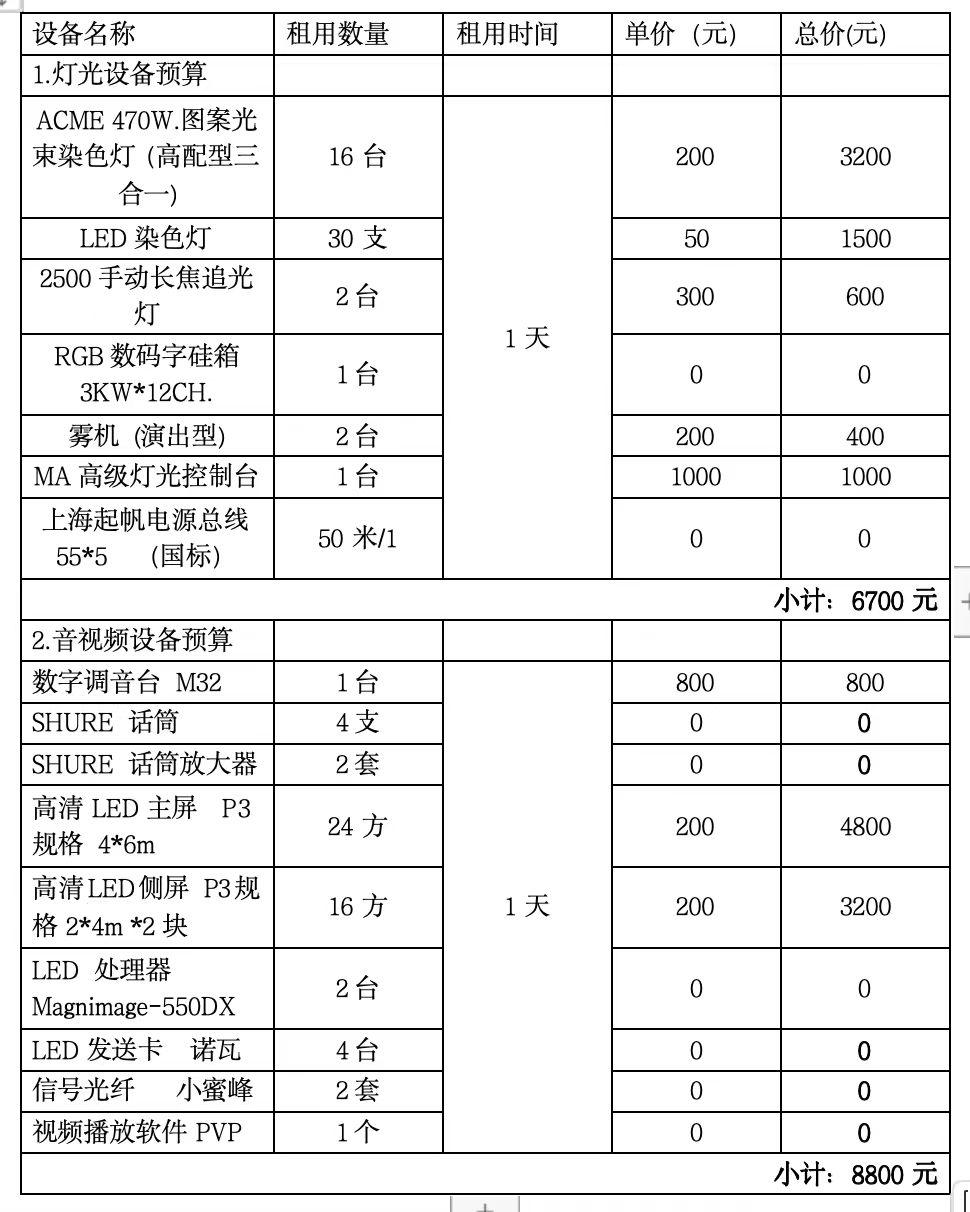 设备名称 租用数量 租用时间 单价（元） 总价(元)
1.灯光设备预算
ACME 470W.图案光
束染色灯（高配型三
合一）
16 台 1 天 200 3200
LED 染色灯 30 支 50 1500
2500 手动长焦追光
灯
2 台 300 600
RGB 数码字硅箱
3KW*12CH.
1 台 0 0
雾机（演出型） 2 台 200 400
MA 高级灯光控制台 1 台 1000 1000
上海起帆电源总线
55*5 （国标）
50 米/1 0 0
小计：6700 元
2.音视频设备预算
数字调音台 M32 1 台 1 天 800 800
SHURE 话筒 4 支 0 0
SHURE 话筒放大器 2 套 0 0
高清 LED 主屏 P3
规格 4*6m
24 方 200 4800
高清 LED 侧屏 P3 规
格 2*4m *2 块
16 方 200 3200
LED 处理器
Magnimage-550DX
2 台 0 0
LED 发送卡 诺瓦 4 台 0 0
信号光纤 小蜜峰 2 套 0 0
视频播放软件 PVP 1 个 0 0
小计：8800 元